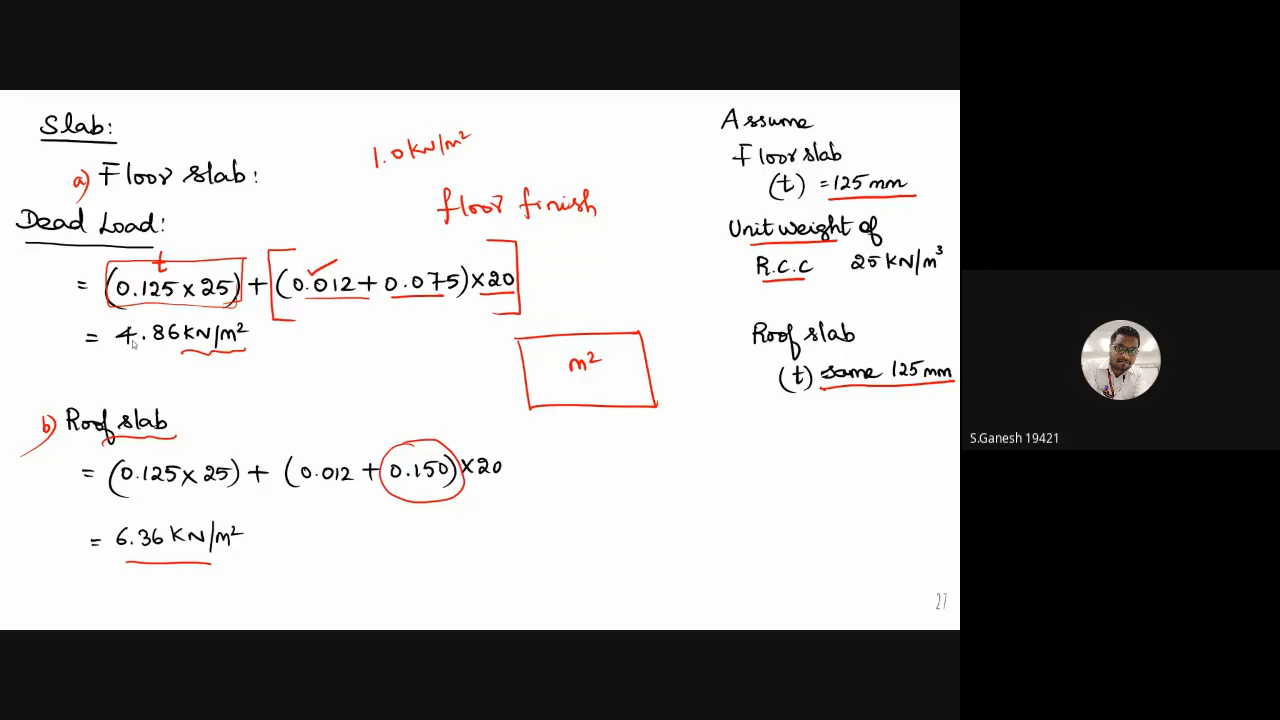 Slab:
a) Floor slab:
1.0 KN/m²
floor finish
Dead Load:
t
= (0.125 x 25) + [(0.012 + 0.075) x 20]
= 4.86 KN/m²
m²
b) Roof slab
= (0.125 x 25) + (0.012 + 0.150) x 20
= 6.36 KN/m²
Assume
Floor slab
(t) = 125 mm
Unit weight of
R.C.C 25 KN/m³
Roof slab
(t) same 125 mm
27
S.Ganesh 19421